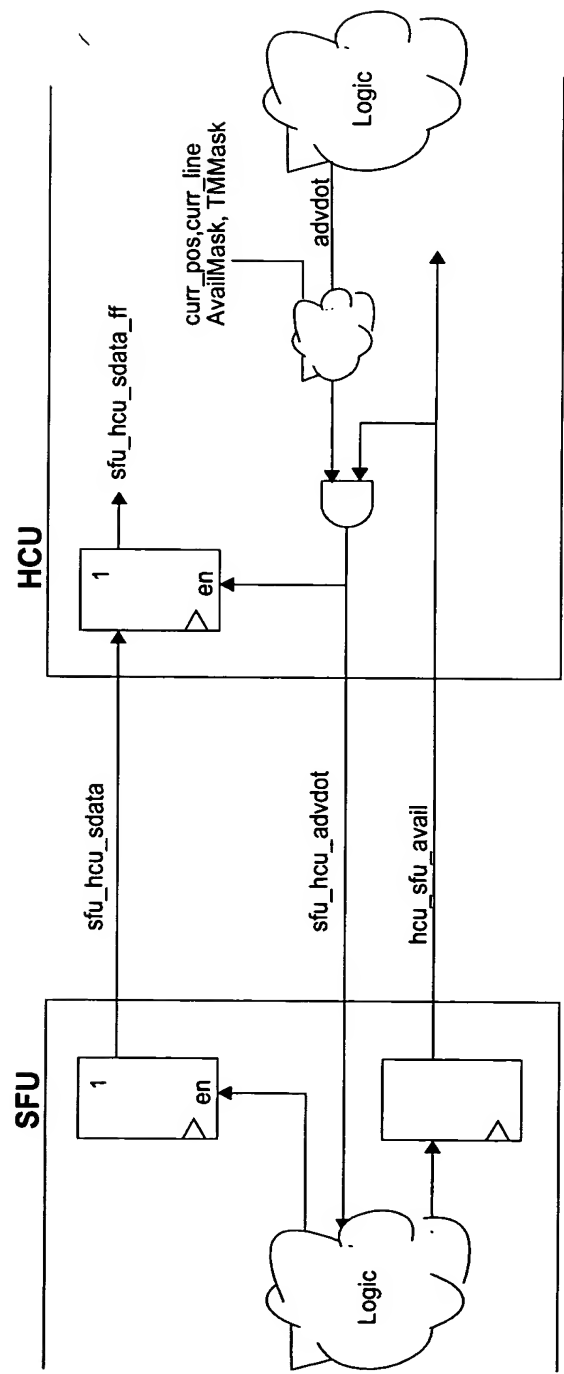 SFU
HCU
1
en
sfu_hcu_sdata
1
en
sfu_hcu_sdata_ff
curr_pos,curr_line
AvailMask, TMMask
Logic
sfu_hcu_advdot
advdot
Logic
hcu_sfu_avail